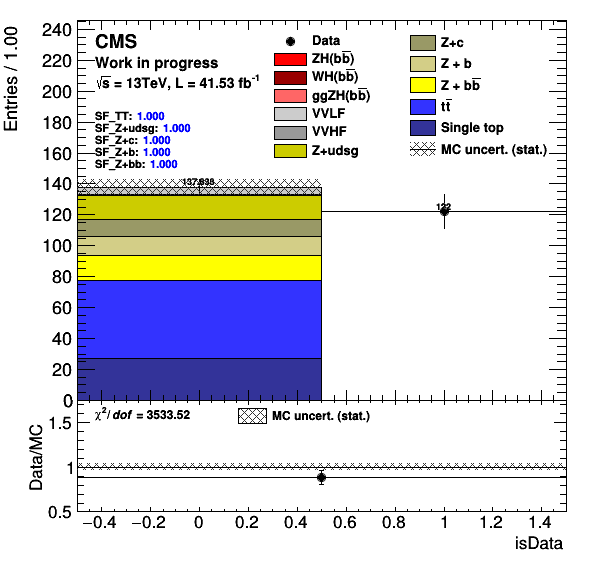 CMS
Work in progress
√s = 13TeV, L = 41.53 fb⁻¹
SF_TT: 1.000
SF_Z+udsg: 1.000
SF_Z+c: 1.000
SF_Z+b: 1.000
SF_Z+bb: 1.000
Data
ZH(bb̅)
WH(bb̅)
ggZH(bb̅)
VVLF
VVHF
Z+udsg
Z+c
Z + b
Z + bb̅
tt̅
Single top
MC uncert. (stat.)
Entries / 1.00
240
220
200
180
160
140
120
100
80
60
40
20
0
137.638
122
χ²/dof = 3533.52
MC uncert. (stat.)
Data/MC
1.5
1
0.5
−0.4 −0.2 0 0.2 0.4 0.6 0.8 1 1.2 1.4
isData